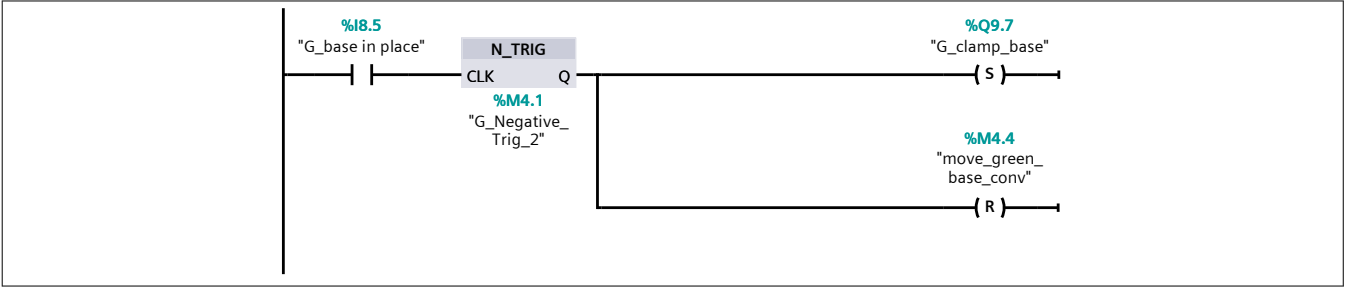 %I8.5
"G_base in place"
N_TRIG
CLK Q
%M4.1
"G_Negative_
Trig_2"
%Q9.7
"G_clamp_base"
( S )
%M4.4
"move_green_
base_conv"
( R )